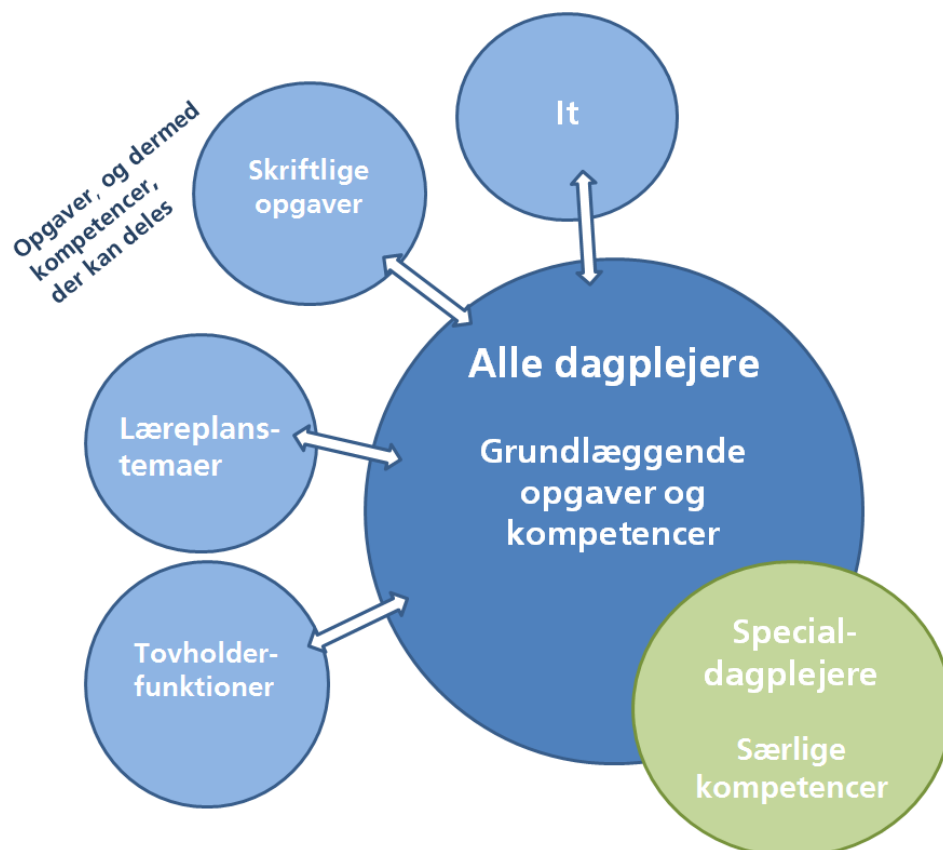 It
Skriftlige
opgaver
Opgaver, og dermed
kompetencer,
der kan deles
Alle dagplejere
Grundlæggende
opgaver og
kompetencer
Læreplans-
temaer
Tovholder-
funktioner
Special-
dagplejere
Særlige
kompetencer